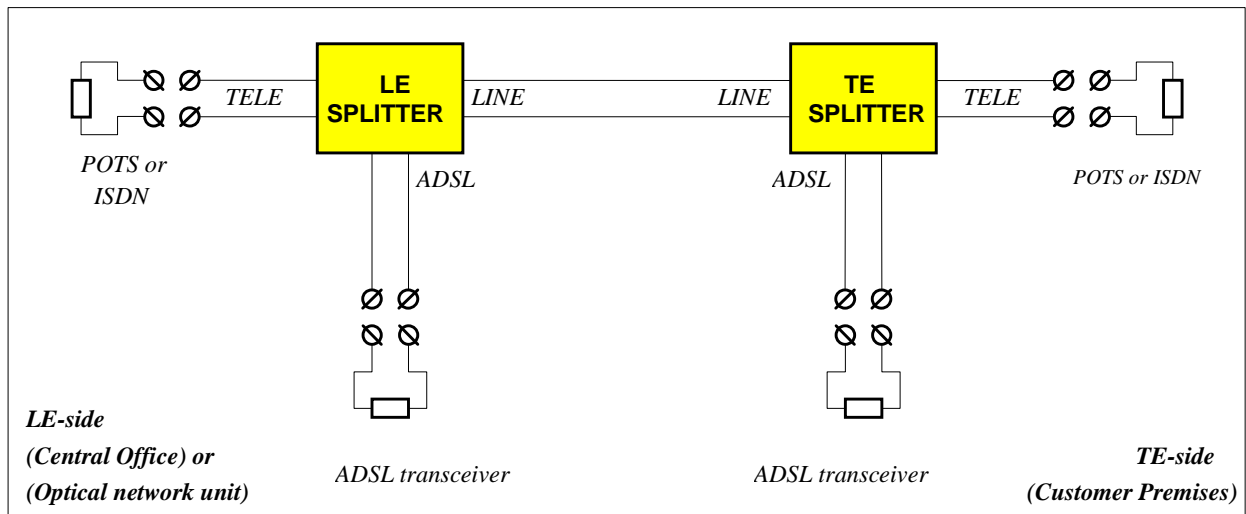 LE
SPLITTER
TE
SPLITTER
TELE
LINE
LINE
TELE
POTS or
ISDN
ADSL
ADSL
POTS or ISDN
LE-side
(Central Office) or
(Optical network unit)
ADSL transceiver
ADSL transceiver
TE-side
(Customer Premises)